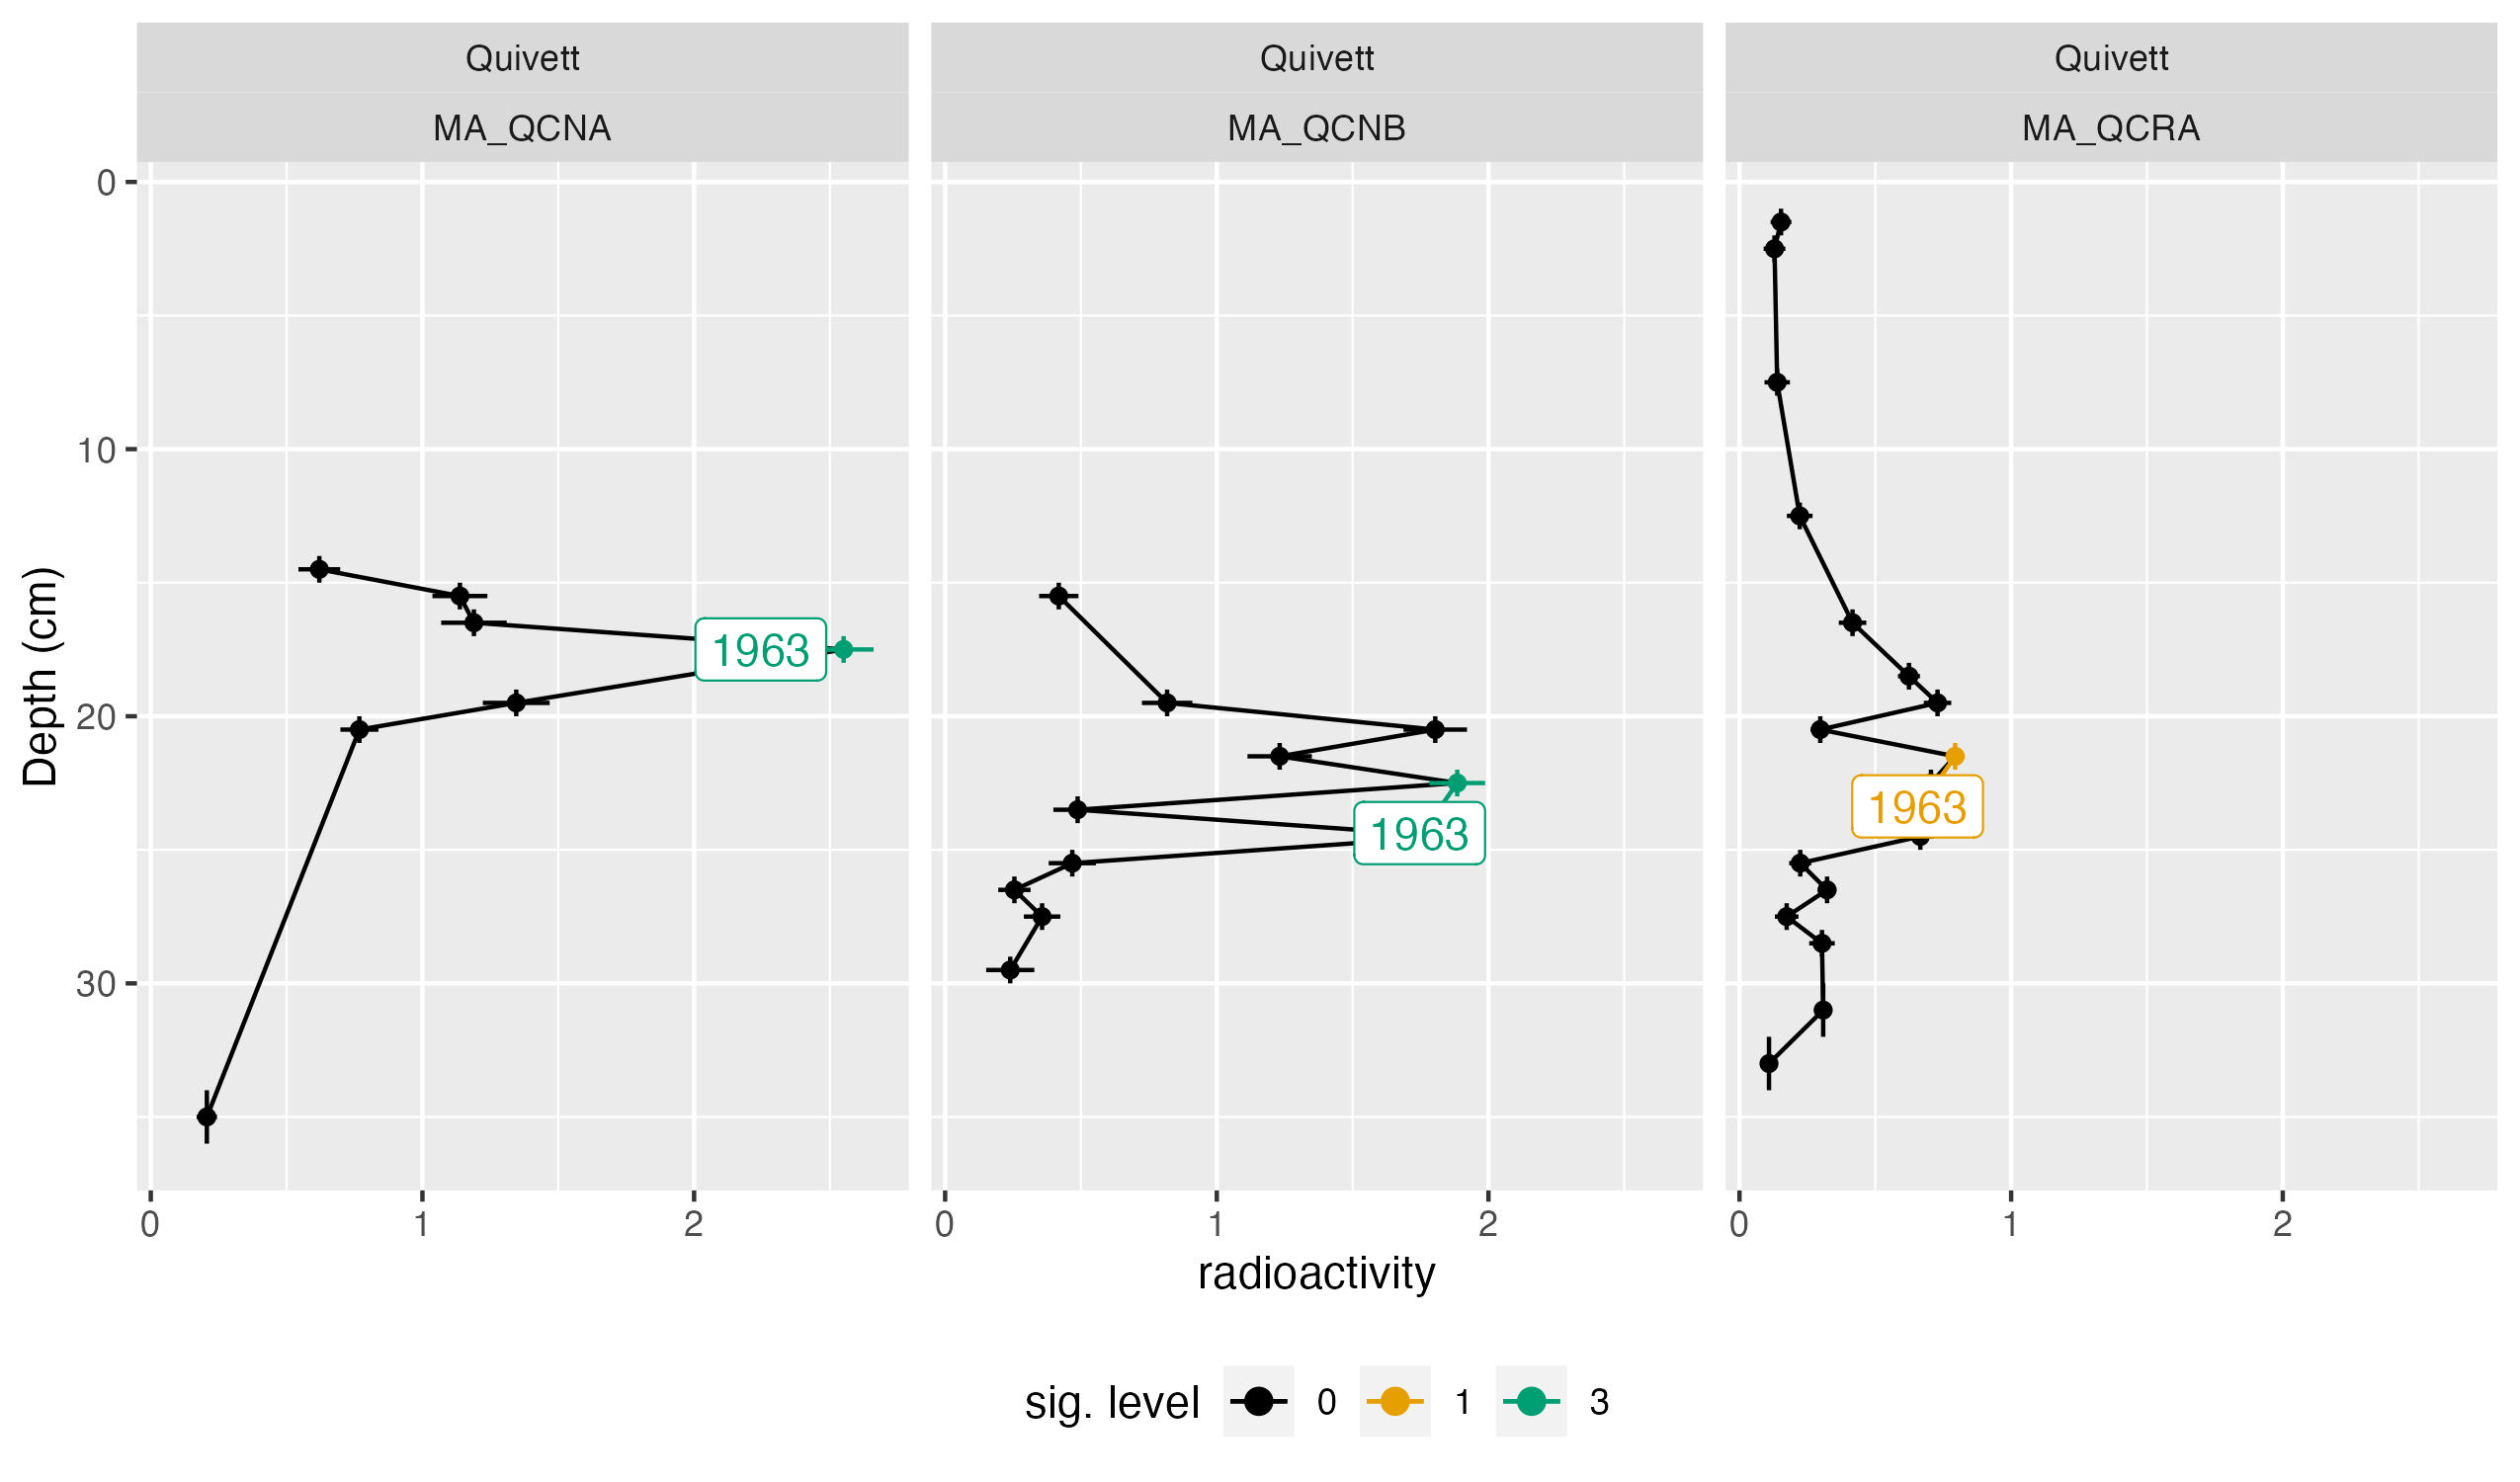 Quivett Quivett Quivett
MA_QCNA MA_QCNB MA_QCRA
0
10
20
30
Depth (cm)
1963
1963
1963
0 1 2 0 1 2 0 1 2
radioactivity
sig. level 0 1 3